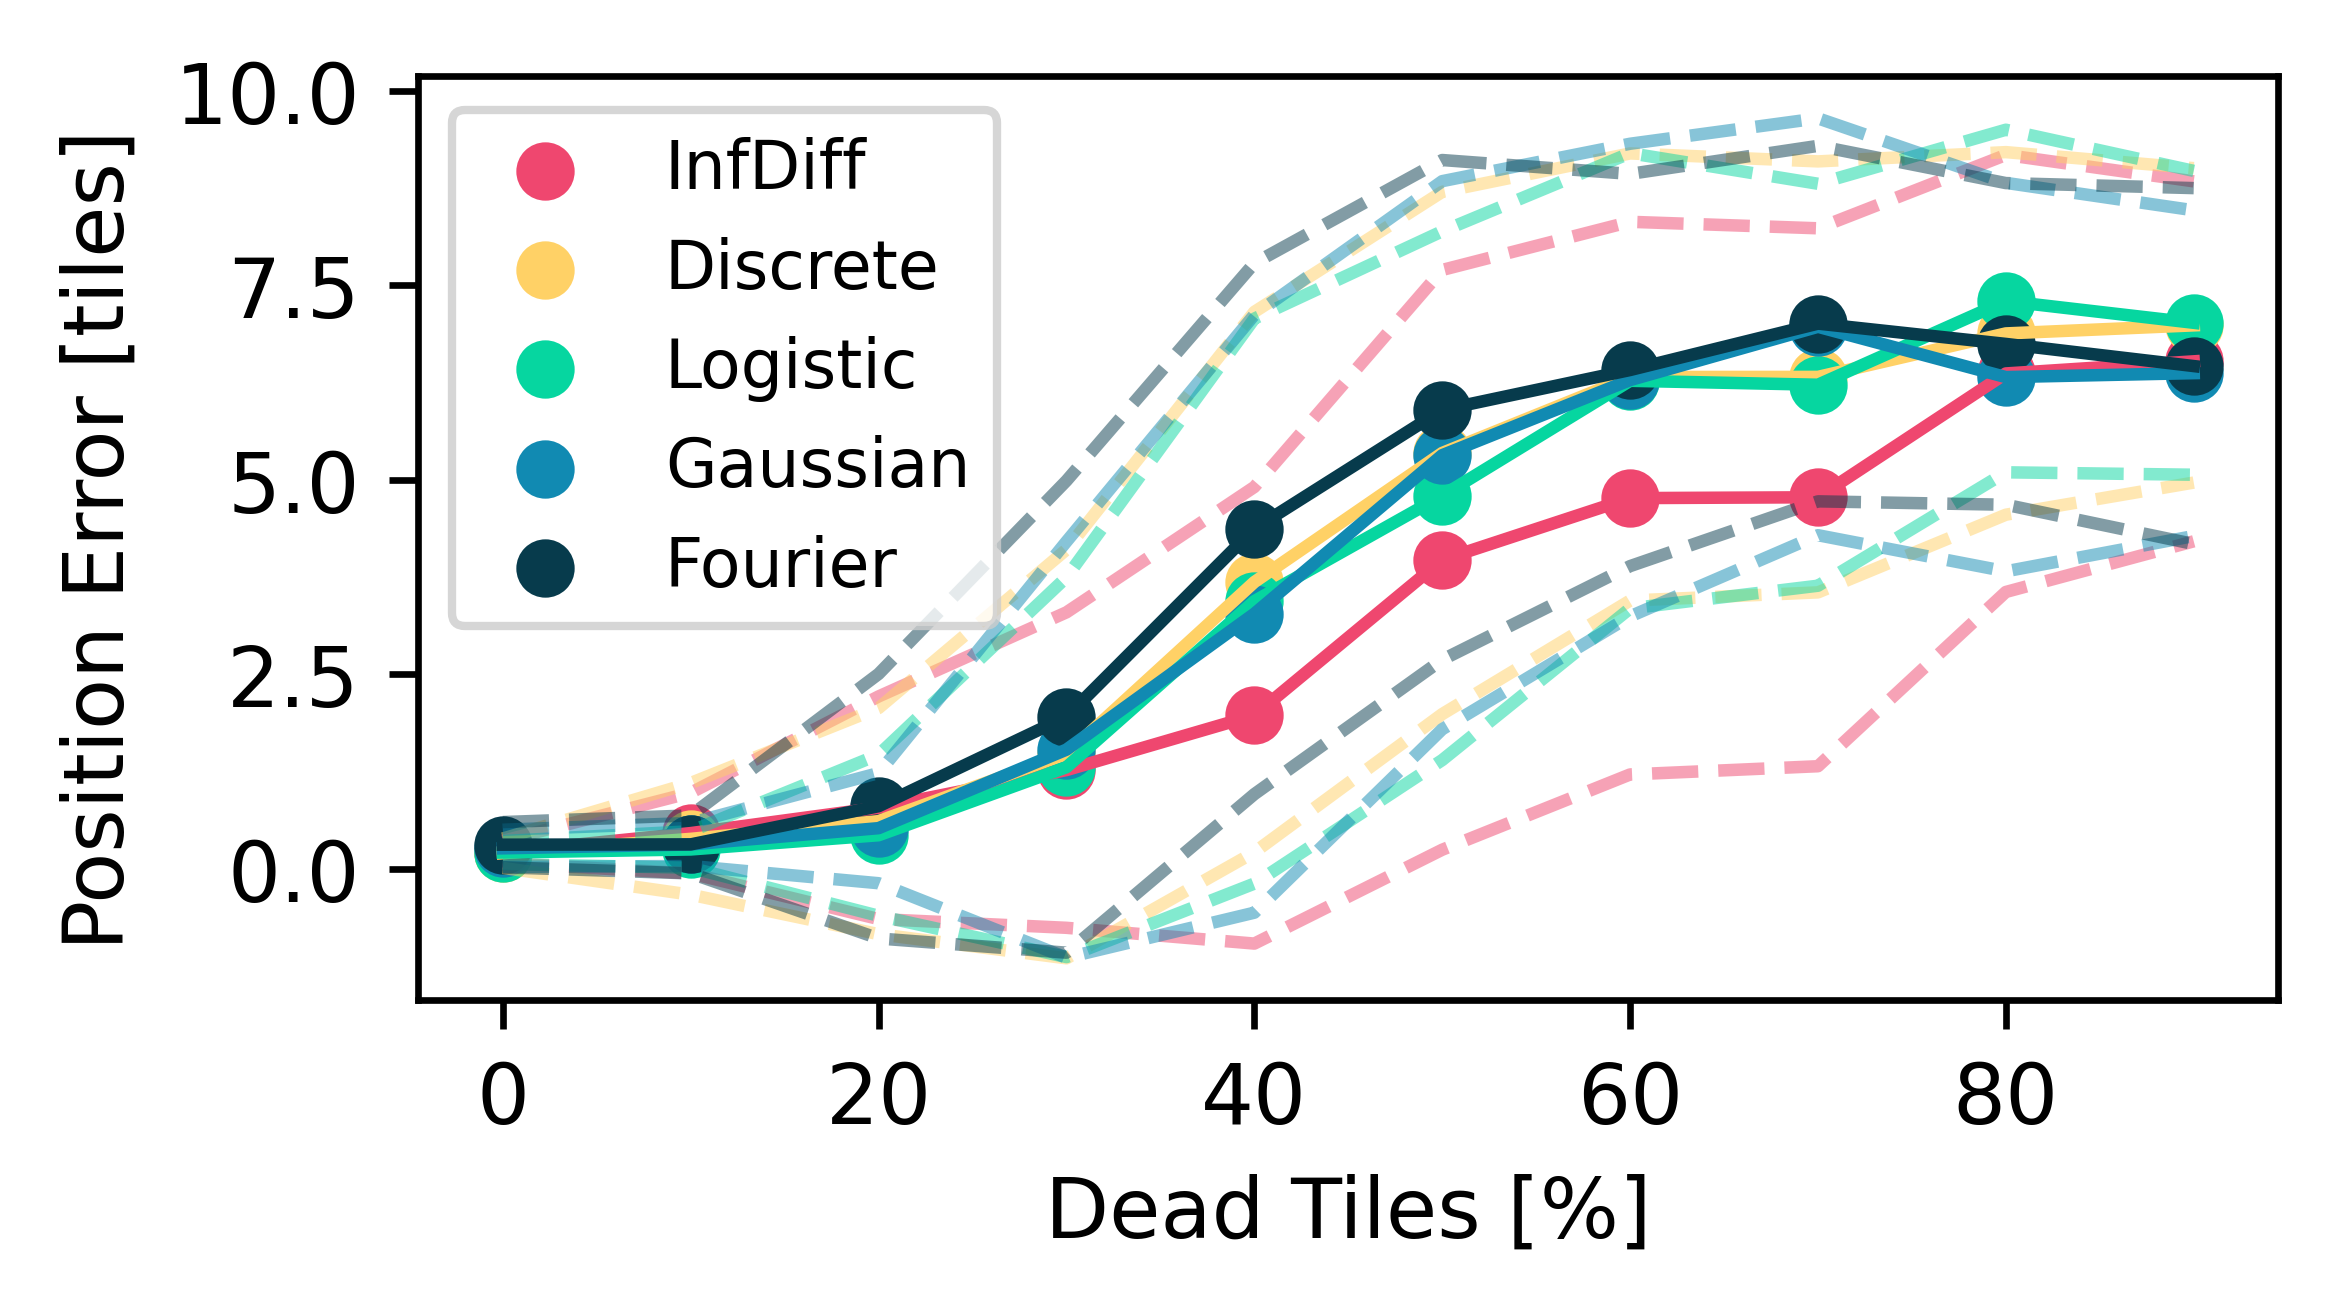 Position Error [tiles]
10.0
7.5
5.0
2.5
0.0
InfDiff
Discrete
Logistic
Gaussian
Fourier
0 20 40 60 80
Dead Tiles [%]